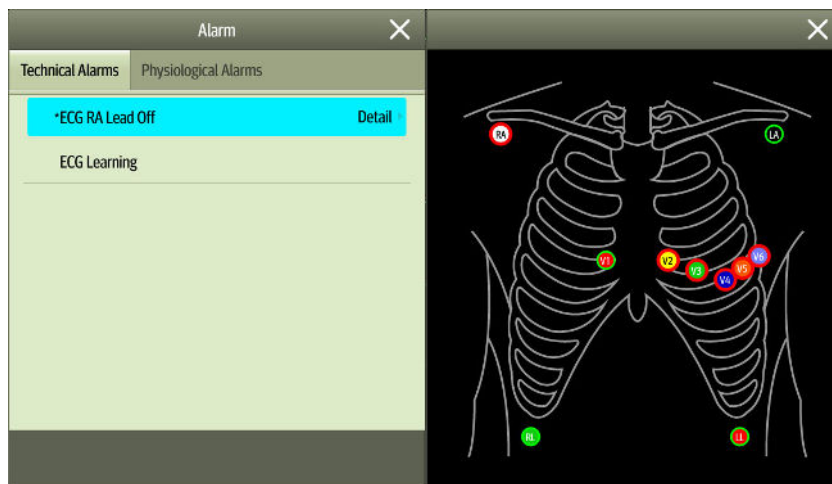 Alarm
Technical Alarms Physiological Alarms
*ECG RA Lead Off Detail
ECG Learning
RA LA
V1 V2 V3 V4 V5 V6
RL LL